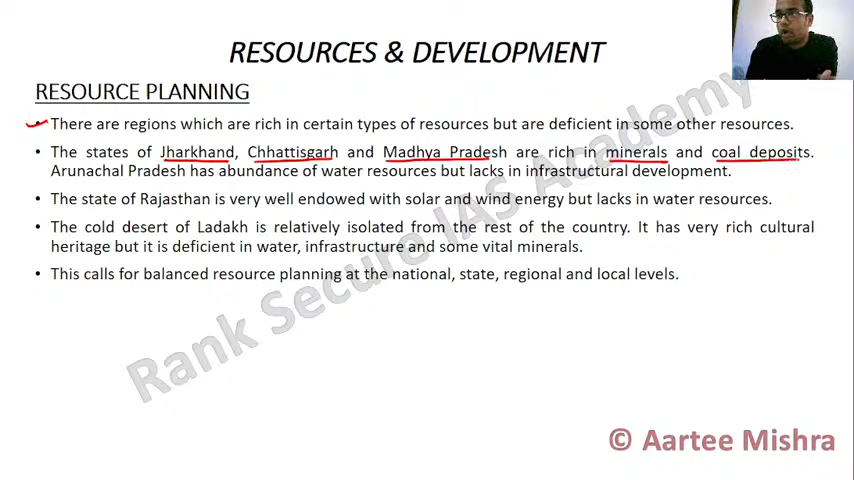 RESOURCES & DEVELOPMENT
RESOURCE PLANNING
• There are regions which are rich in certain types of resources but are deficient in some other resources.
• The states of Jharkhand, Chhattisgarh and Madhya Pradesh are rich in minerals and coal deposits.
Arunachal Pradesh has abundance of water resources but lacks in infrastructural development.
• The state of Rajasthan is very well endowed with solar and wind energy but lacks in water resources.
• The cold desert of Ladakh is relatively isolated from the rest of the country. It has very rich cultural
heritage but it is deficient in water, infrastructure and some vital minerals.
• This calls for balanced resource planning at the national, state, regional and local levels.
Rank Secure IAS Academy
© Aartee Mishra